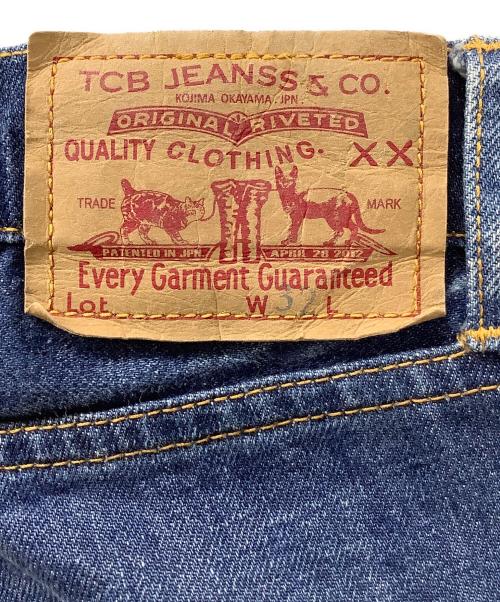 TCB JEANSS & CO.
KOJIMA OKAYAMA. JPN.
ORIGINAL RIVETED
QUALITY CLOTHING. XX
TRADE MARK
PATENTED IN JPN APRIL 28 2012
Every Garment Guaranteed
Lot W 32 L